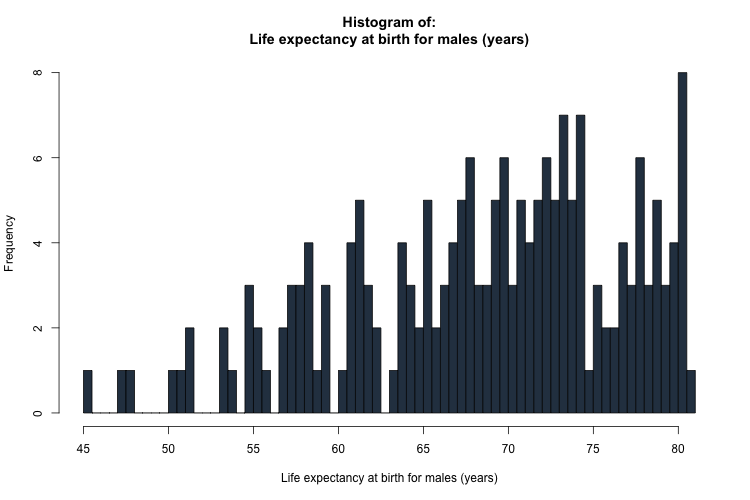 Histogram of:
Life expectancy at birth for males (years)
8
6
4
2
0
Frequency
45 50 55 60 65 70 75 80
Life expectancy at birth for males (years)